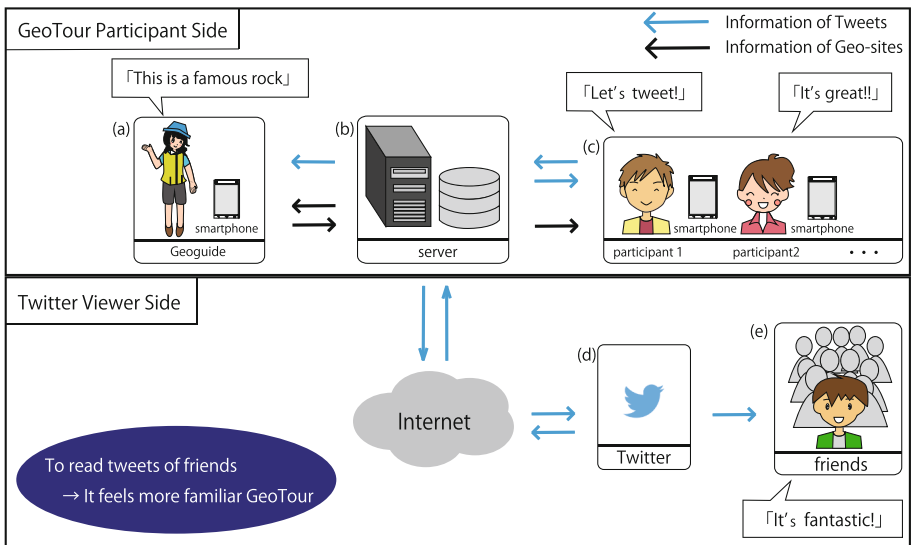 GeoTour Participant Side
Information of Tweets
Information of Geo-sites
「This is a famous rock」
「Let's tweet!」
「It's great!!」
(a)
(b)
(c)
smartphone
smartphone
smartphone
Geoguide
server
participant 1
participant2
• • •
Twitter Viewer Side
(d)
(e)
Internet
Twitter
friends
To read tweets of friends
→ It feels more familiar GeoTour
「It's fantastic!」